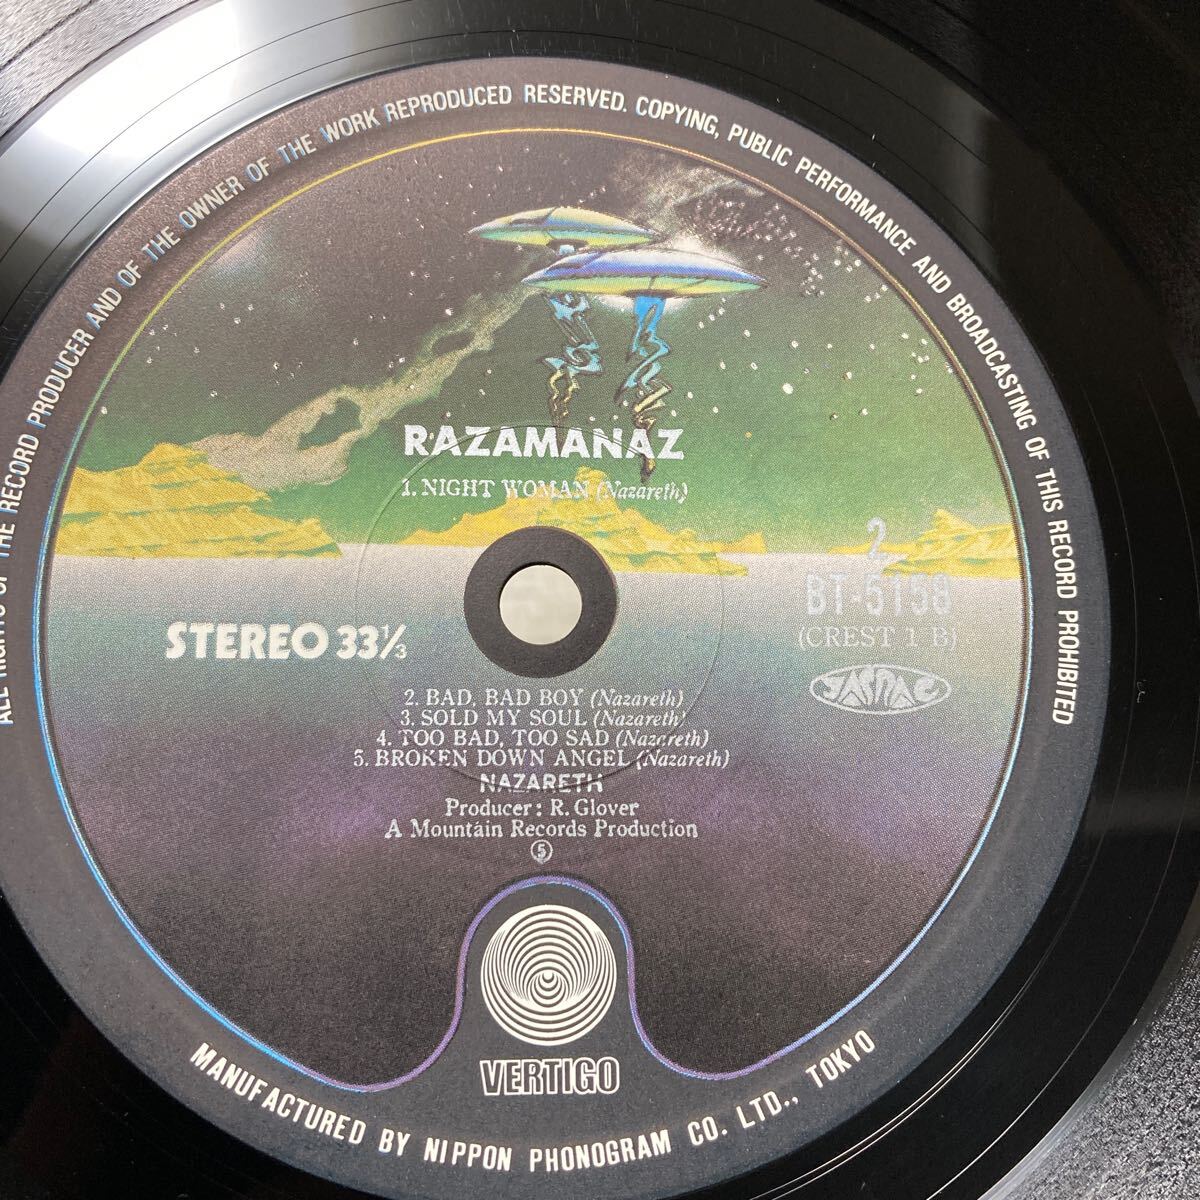 ALL RIGHTS OF THE RECORD PRODUCER AND OF THE OWNER OF THE WORK REPRODUCED RESERVED. COPYING, PUBLIC PERFORMANCE AND BROADCASTING OF THIS RECORD PROHIBITED
RAZAMANAZ
1. NIGHT WOMAN (Nazareth)
2
BT-5158
(CREST 1 B)
JASRAC
STEREO 33⅓
2. BAD, BAD BOY (Nazareth)
3. SOLD MY SOUL (Nazareth)
4. TOO BAD, TOO SAD (Nazareth)
5. BROKEN DOWN ANGEL (Nazareth)
NAZARETH
Producer: R. Glover
A Mountain Records Production
⑤
VERTIGO
MANUFACTURED BY NIPPON PHONOGRAM CO. LTD., TOKYO